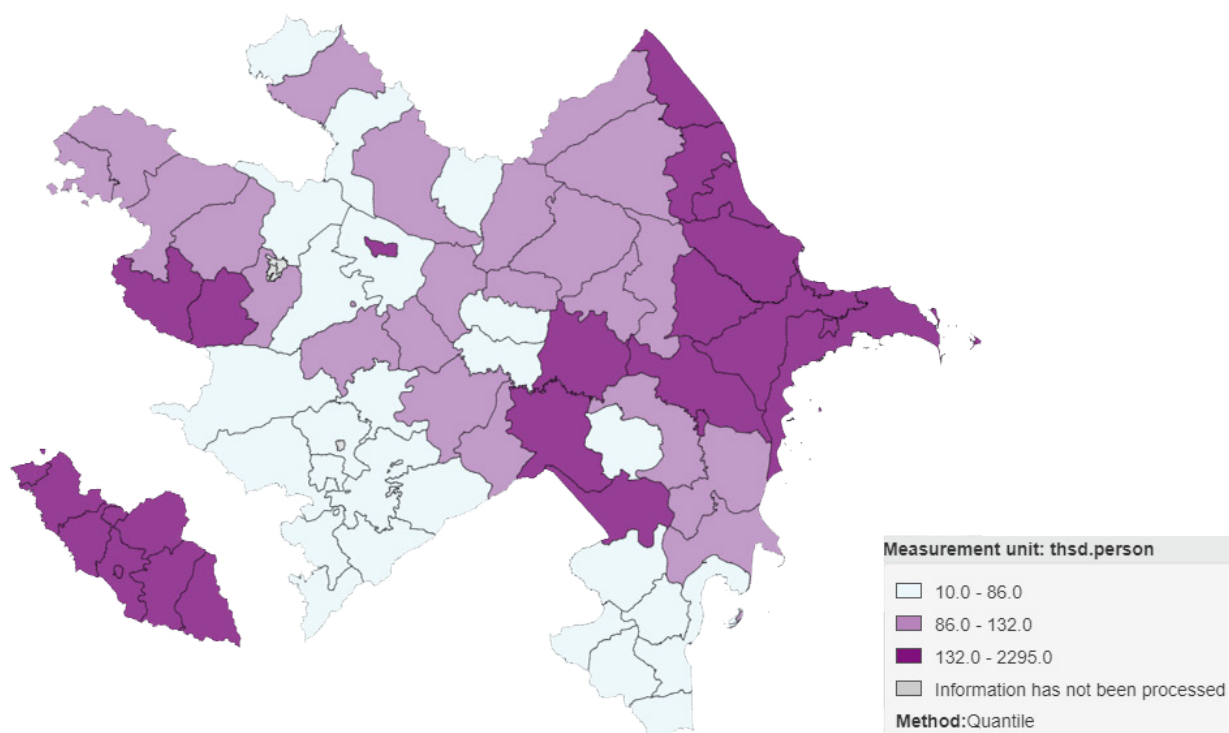 Measurement unit: thsd.person
10.0 - 86.0
86.0 - 132.0
132.0 - 2295.0
Information has not been processed
Method:Quantile